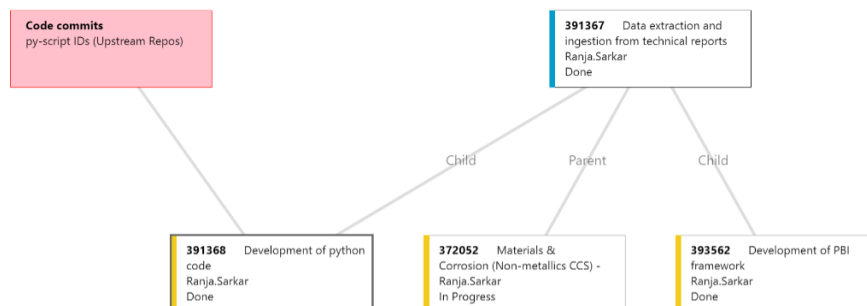 Code commits
py-script IDs (Upstream Repos)
391367 Data extraction and
ingestion from technical reports
Ranja.Sarkar
Done
Child
Parent
Child
391368 Development of python
code
Ranja.Sarkar
Done
372052 Materials &
Corrosion (Non-metallics CCS) -
Ranja.Sarkar
In Progress
393562 Development of PBI
framework
Ranja.Sarkar
Done